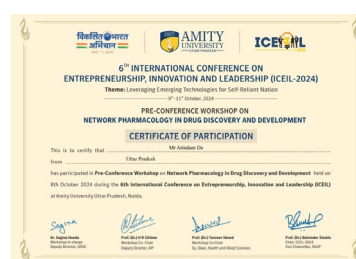 विकसित भारत
अभियान
AMITY
UNIVERSITY
UTTAR PRADESH
ICEIL
6TH INTERNATIONAL CONFERENCE ON
ENTREPRENEURSHIP, INNOVATION AND LEADERSHIP (ICEIL-2024)
Theme: Leveraging Emerging Technologies for Self-Reliant Nation
9th-11th October, 2024
PRE-CONFERENCE WORKSHOP ON
NETWORK PHARMACOLOGY IN DRUG DISCOVERY AND DEVELOPMENT
CERTIFICATE OF PARTICIPATION
This is to certify that Mr Arindam De
from Uttar Pradesh
has participated in Pre-Conference Workshop on Network Pharmacology in Drug Discovery and Development held on
8th October 2024 during the 6th International Conference on Entrepreneurship, Innovation and Leadership (ICEIL)
at Amity University Uttar Pradesh, Noida.
Dr. Sagina Handa
Workshop In-charge
Prof. (Dr.)
Workshop Co-Chair
Deputy Director, AIP
Prof. (Dr.) Tanveer Naved
Workshop Co-Chair
Dy. Dean, Health and Allied Sciences
Prof. (Dr.) Balvinder Shukla
Chair, ICEIL 2024
Vice Chancellor, AUUP